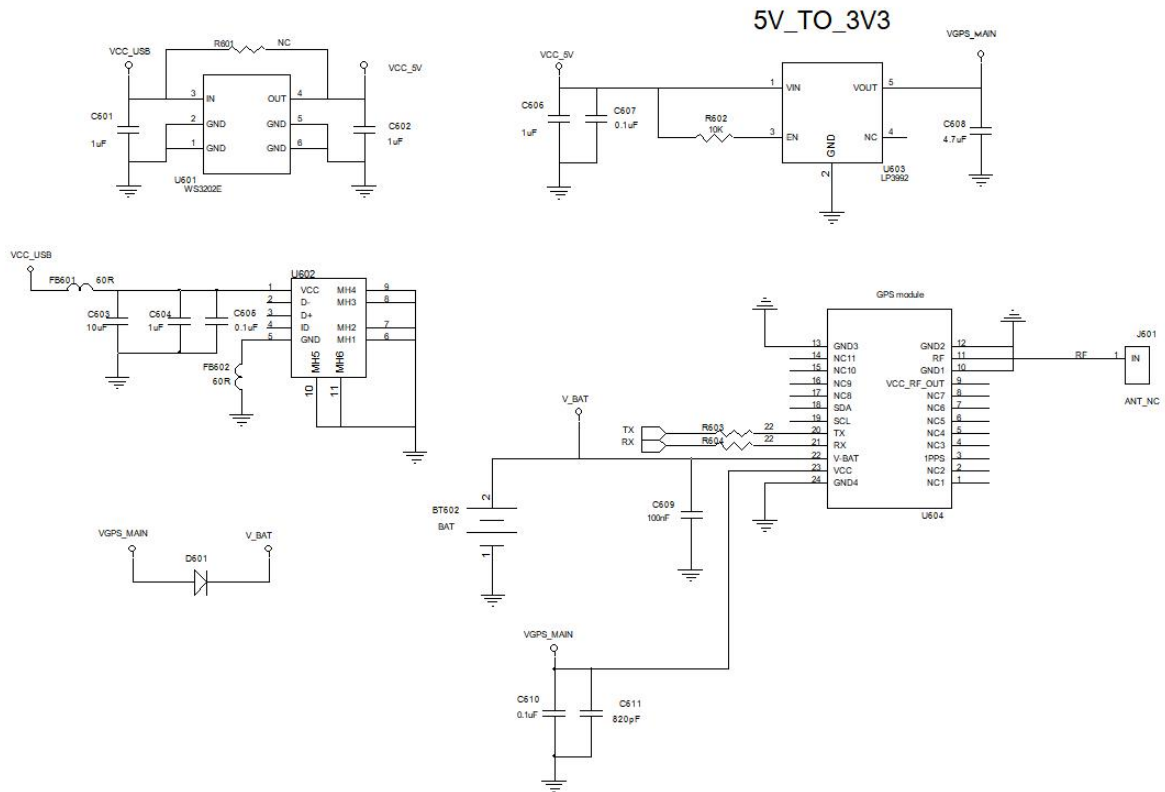 5V_TO_3V3
VCC_USB
R601
NC
VCC_5V
C601
1uF
3
IN
OUT
4
2
GND
GND
5
1
GND
GND
6
C602
1uF
U601
WS3202E
VCC_5V
VGPS_MAIN
C606
1uF
C607
0.1uF
R602
10K
1
VIN
VOUT
5
3
EN
NC
4
GND
2
U603
LP3992
C608
4.7uF
VCC_USB
FB601
60R
C603
10uF
C604
1uF
C605
0.1uF
U602
1
VCC
MH4
9
2
D-
MH3
8
3
D+
4
ID
MH2
7
5
GND
MH1
6
MH5
MH6
10
11
FB602
60R
GPS module
13
GND3
GND2
12
14
NC11
RF
11
15
NC10
GND1
10
16
NC9
VCC_RF_OUT
9
17
NC8
NC7
8
18
SDA
NC6
7
19
SCL
NC5
6
20
TX
NC4
5
21
RX
NC3
4
22
V-BAT
1PPS
3
23
VCC
NC2
2
24
GND4
NC1
1
U604
RF
J601
1
IN
ANT_NC
V_BAT
TX
R603
22
RX
R604
22
BT602
BAT
2
1
C609
100nF
VGPS_MAIN
D601
V_BAT
VGPS_MAIN
C610
0.1uF
C611
820pF